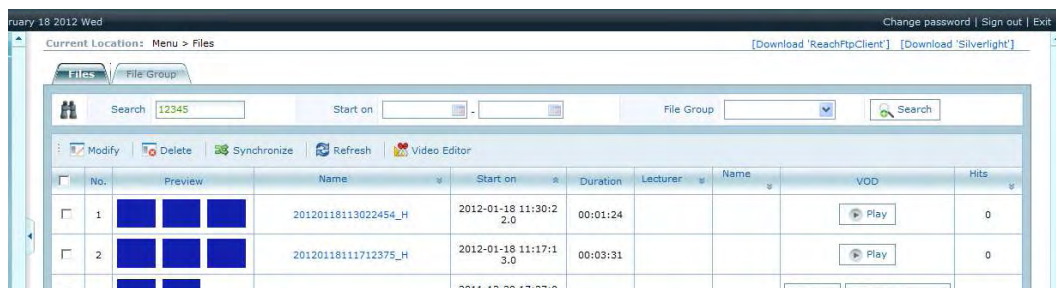 ruary 18 2012 Wed
Change password | Sign out | Exit
Current Location: Menu > Files
[Download 'ReachFtpClient'] [Download 'Silverlight']
Files File Group
Search 12345 Start on - File Group Search
Modify Delete Synchronize Refresh Video Editor
No. Preview Name Start on Duration Lecturer Name VOD Hits
1 20120118113022454_H 2012-01-18 11:30:2
2.0 00:01:24 Play 0
2 20120118111712375_H 2012-01-18 11:17:1
3.0 00:03:31 Play 0